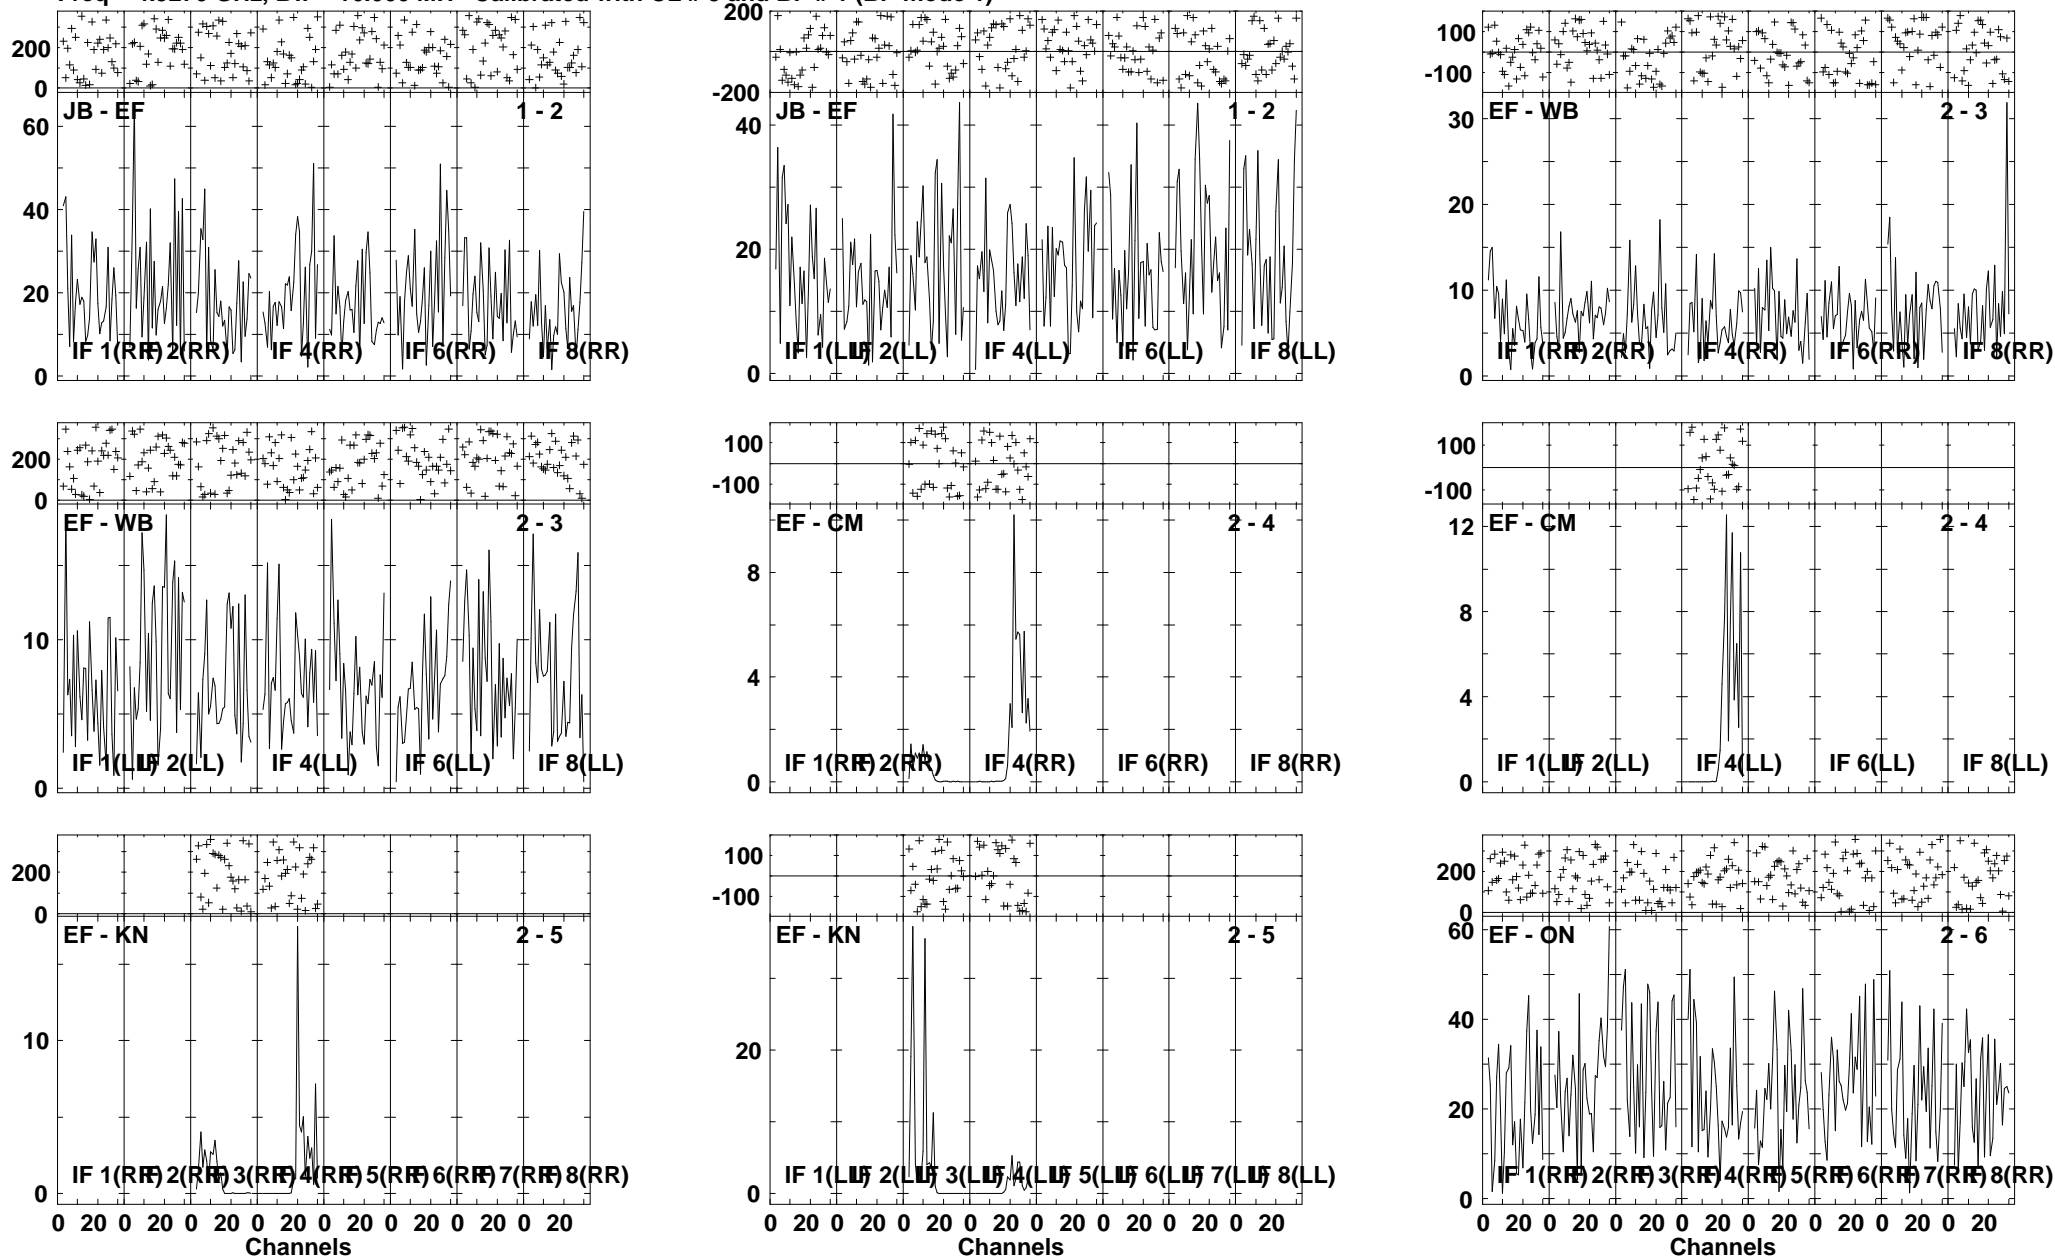 Freq GHz, Calibrated with CL # and BP # (BP mode 1)
200
0
60
40
20
0
JB - EF 1 - 2
IF 1(RR) IF 2(RR) IF 4(RR) IF 6(RR) IF 8(RR)
200
-200
40
20
0
JB - EF 1 - 2
IF 1(LL) IF 2(LL) IF 4(LL) IF 6(LL) IF 8(LL)
100
-100
30
20
10
0
EF - WB 2 - 3
IF 1(RR) IF 2(RR) IF 4(RR) IF 6(RR) IF 8(RR)
200
0
10
0
EF - WB 2 - 3
IF 1(LL) IF 2(LL) IF 4(LL) IF 6(LL) IF 8(LL)
100
-100
8
4
0
EF - CM 2 - 4
IF 1(RR) IF 2(RR) IF 4(RR) IF 6(RR) IF 8(RR)
100
-100
12
8
4
0
EF - CM 2 - 4
IF 1(LL) IF 2(LL) IF 4(LL) IF 6(LL) IF 8(LL)
200
0
10
0
EF - KN 2 - 5
IF 1(RR) IF 2(RR) IF 3(RR) IF 4(RR) IF 5(RR) IF 6(RR) IF 7(RR) IF 8(RR)
0 20 0 20 0 20 0 20 0 20 0 20 0 20 0 20
Channels
100
-100
20
0
EF - KN 2 - 5
IF 1(LL) IF 2(LL) IF 3(LL) IF 4(LL) IF 5(LL) IF 6(LL) IF 7(LL) IF 8(LL)
0 20 0 20 0 20 0 20 0 20 0 20 0 20 0 20
Channels
200
0
60
40
20
0
EF - ON 2 - 6
IF 1(RR) IF 2(RR) IF 3(RR) IF 4(RR) IF 5(RR) IF 6(RR) IF 7(RR) IF 8(RR)
0 20 0 20 0 20 0 20 0 20 0 20 0 20 0 20
Channels